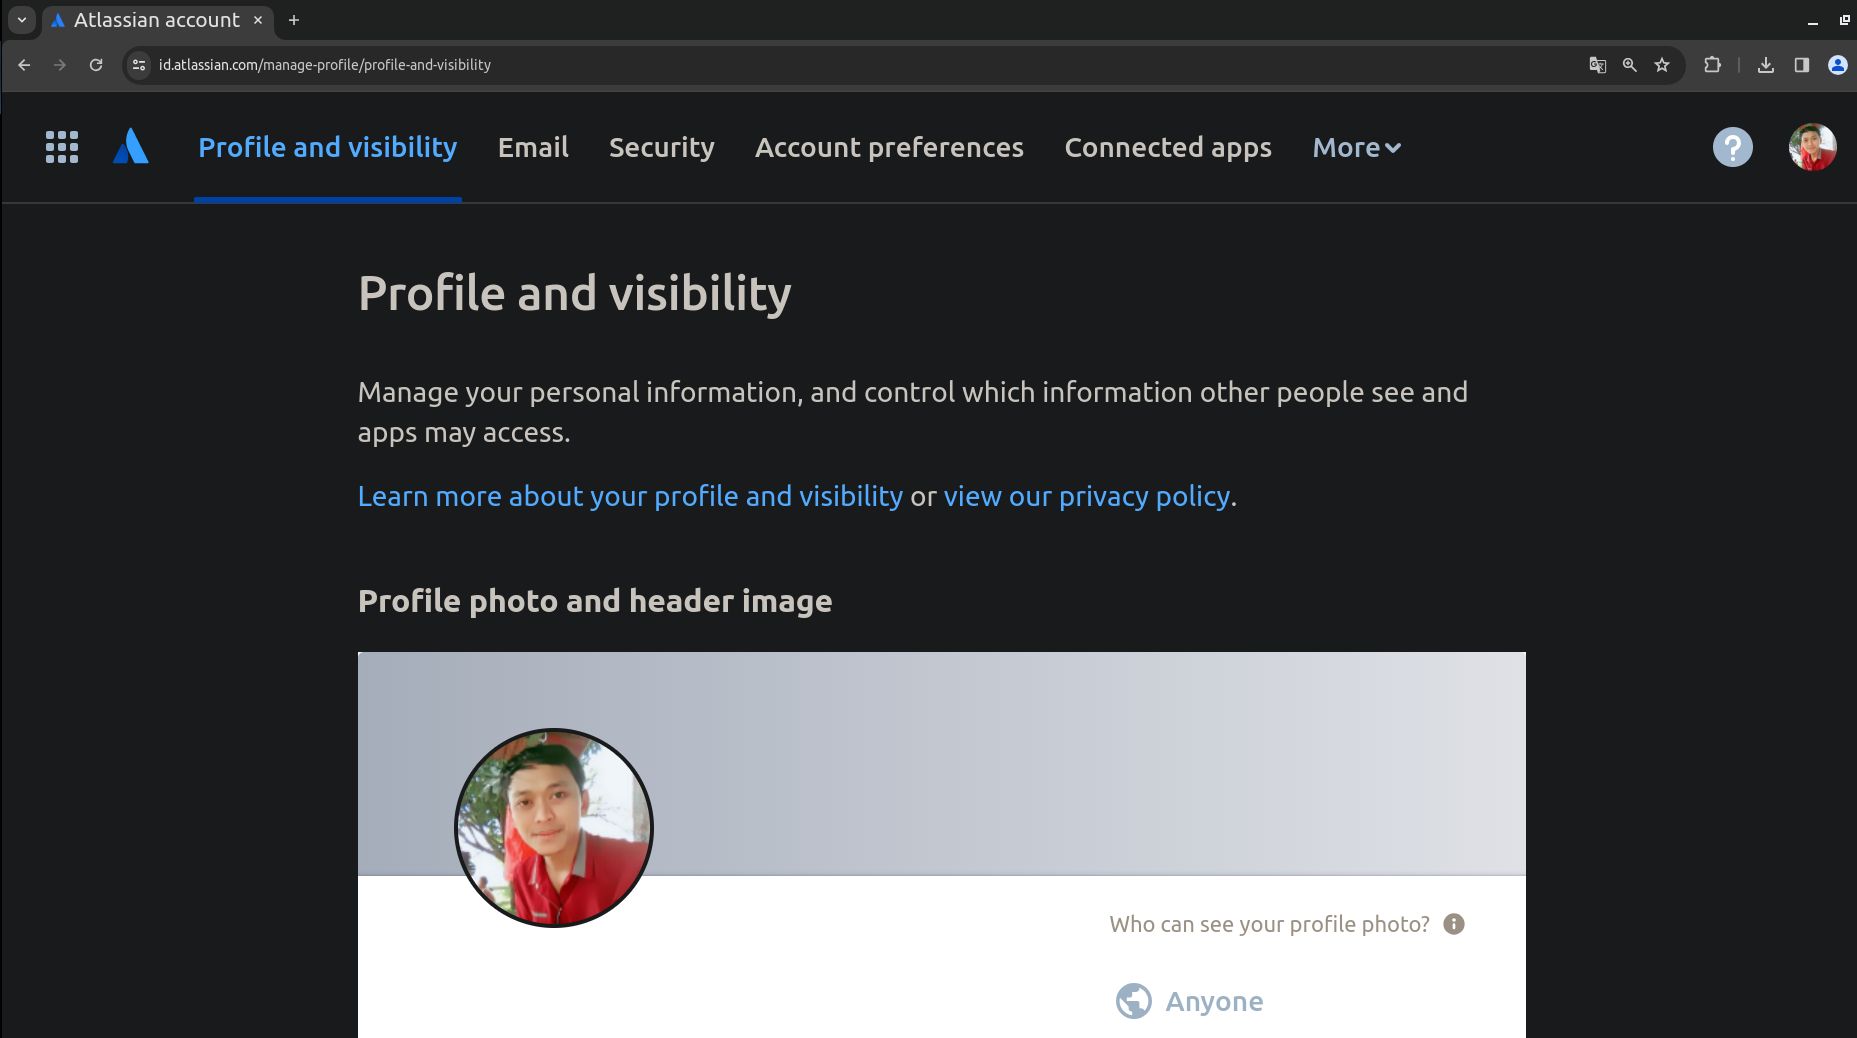 Atlassian account
id.atlassian.com/manage-profile/profile-and-visibility
Profile and visibility
Email
Security
Account preferences
Connected apps
More
?
Profile and visibility
Manage your personal information, and control which information other people see and
apps may access.
Learn more about your profile and visibility or view our privacy policy.
Profile photo and header image
Who can see your profile photo?
Anyone